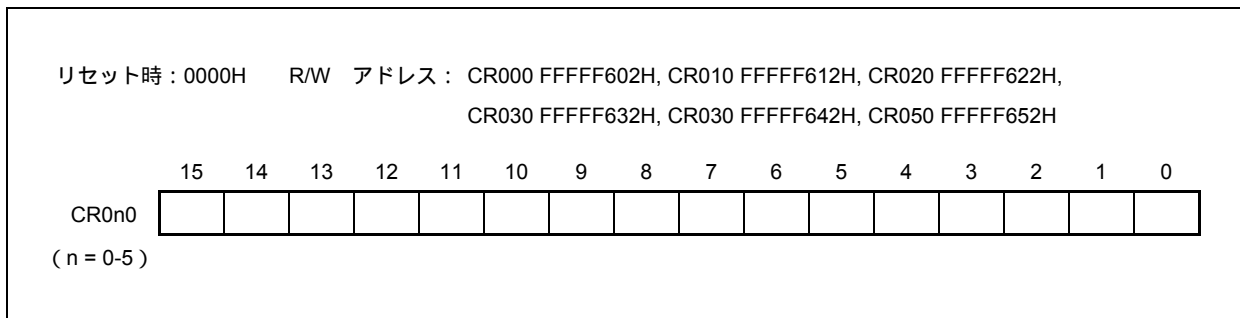 リセット時：0000H R/W アドレス： CR000 FFFFF602H, CR010 FFFFF612H, CR020 FFFFF622H,
CR030 FFFFF632H, CR030 FFFFF642H, CR050 FFFFF652H
15 14 13 12 11 10 9 8 7 6 5 4 3 2 1 0
CR0n0
（n = 0-5）